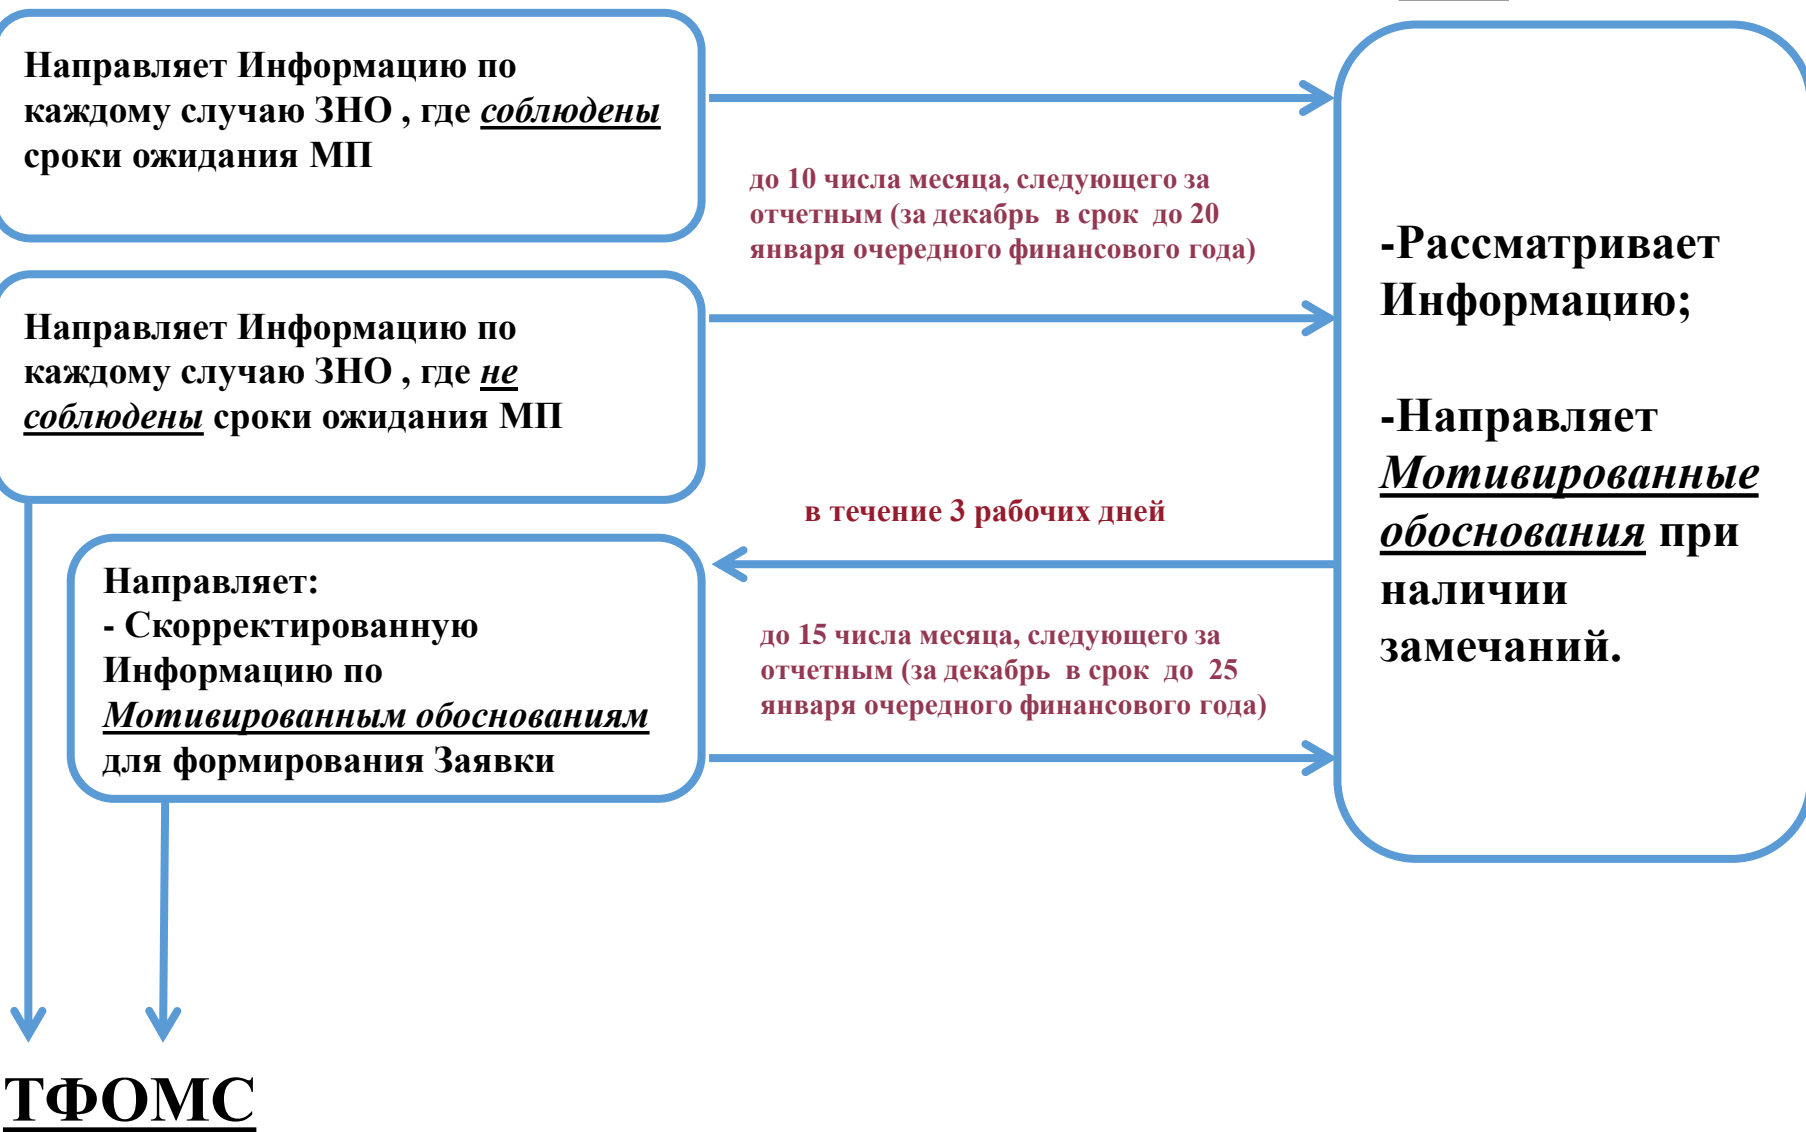 Направляет Информацию по
каждому случаю ЗНО , где соблюдены
сроки ожидания МП
до 10 числа месяца, следующего за
отчетным (за декабрь в срок до 20
января очередного финансового года)
Направляет Информацию по
каждому случаю ЗНО , где не
соблюдены сроки ожидания МП
в течение 3 рабочих дней
Направляет:
- Скорректированную
Информацию по
Мотивированным обоснованиям
для формирования Заявки
до 15 числа месяца, следующего за
отчетным (за декабрь в срок до 25
января очередного финансового года)
-Рассматривает
Информацию;
-Направляет
Мотивированные
обоснования при
наличии
замечаний.
ТФОМС